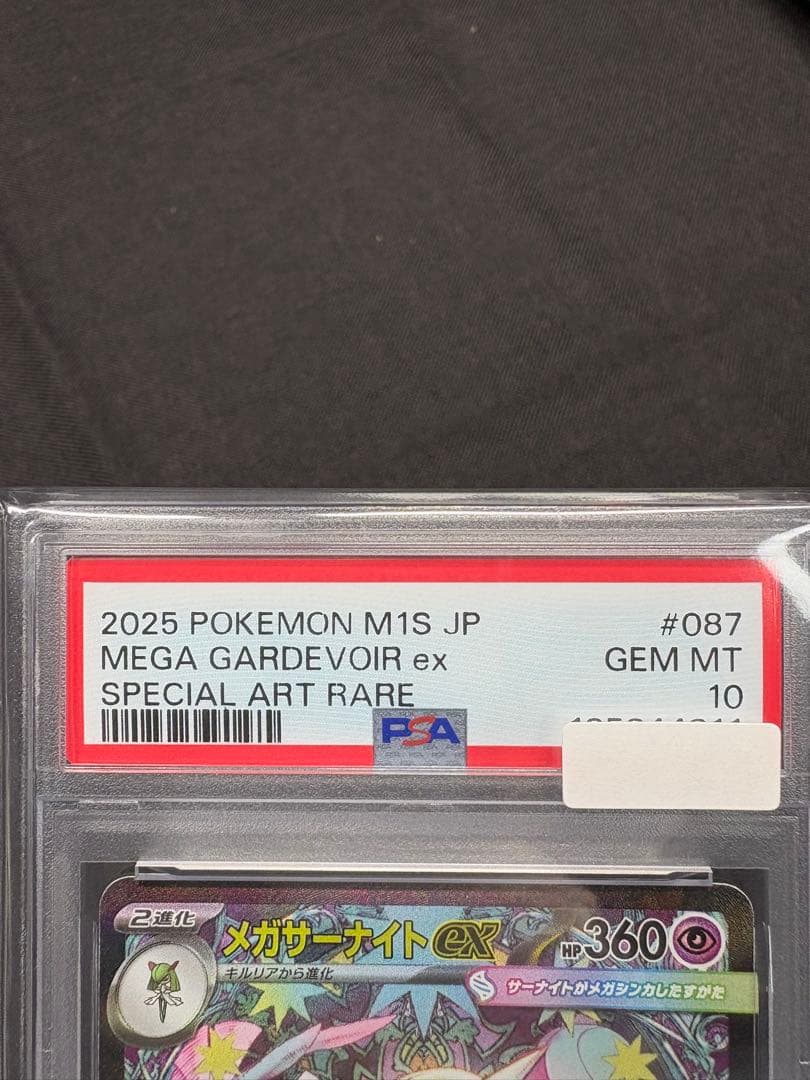 2025 POKEMON M1S JP #087
MEGA GARDEVOIR ex GEM MT
SPECIAL ART RARE 10
PSA
2進化
メガサーナイトex HP360
キルリアから進化
サーナイトがメガシンカしたすがた